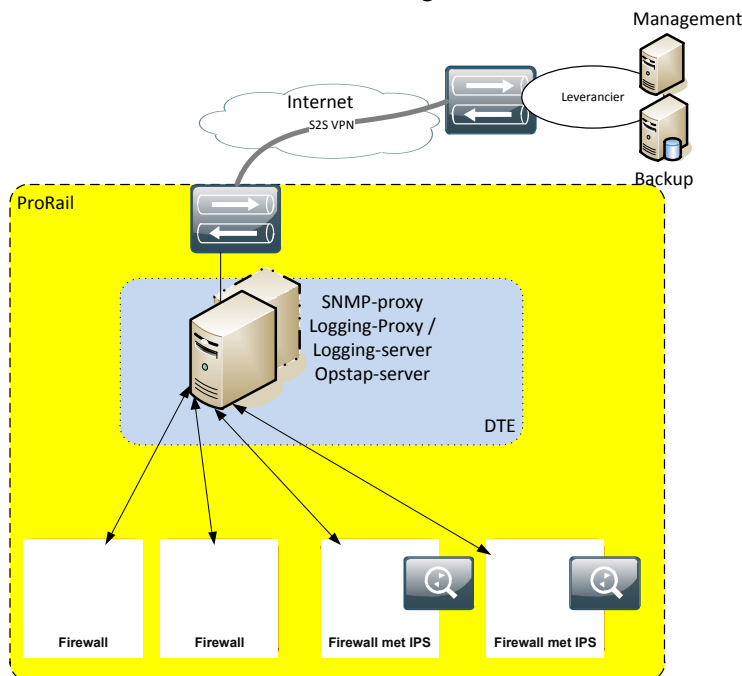 Management
Internet
S2S VPN
Leverancier
Backup
ProRail
SNMP-proxy
Logging-Proxy /
Logging-server
Opstap-server
DTE
Firewall
Firewall
Firewall met IPS
Firewall met IPS